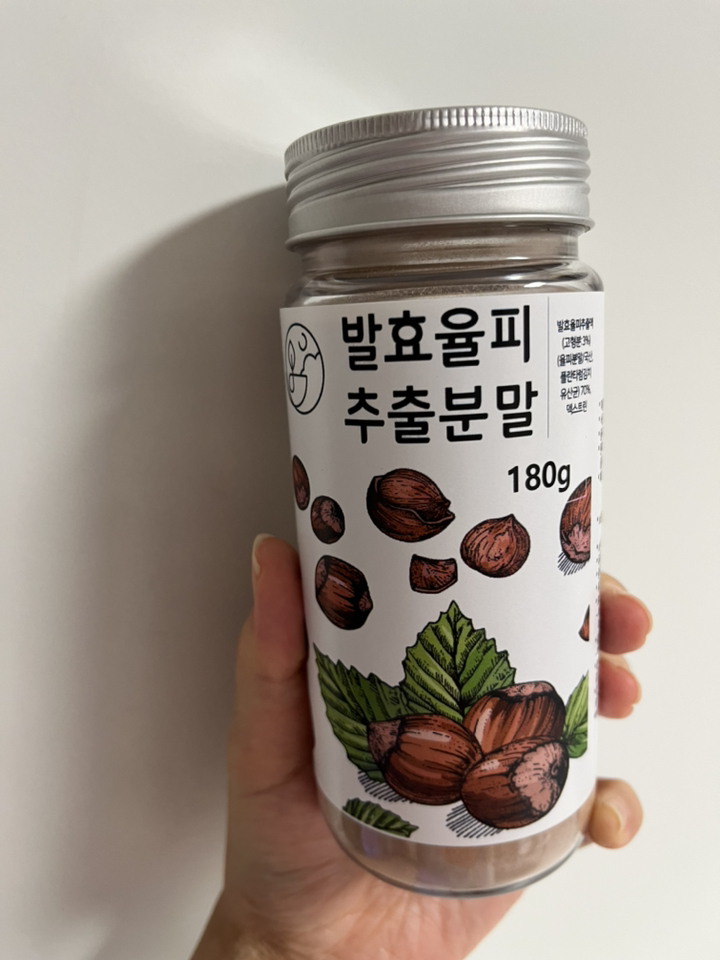 발효율피
추출분말
180g
발효율피추출액
(고형분:3%)
(율피분말/국산,
플란타럼김치
유산균) 70%,
덱스트린